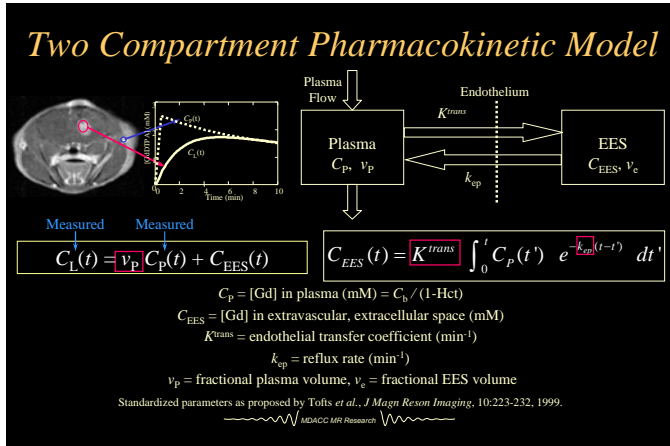 Two Compartment Pharmacokinetic Model
Plasma
Flow
Endothelium
K^trans
Plasma
C_P, v_P
EES
C_EES, v_e
k_ep
[GdDTPA] (mM)
C_P(t)
C_L(t)
0 2 4 6 8 10
Time (min)
Measured Measured
C_L(t) = v_P C_P(t) + C_EES(t)
C_EES(t) = K^trans ∫_0^t C_P(t') e^{-k_ep(t-t')} dt'
C_P = [Gd] in plasma (mM) = C_b / (1-Hct)
C_EES = [Gd] in extravascular, extracellular space (mM)
K^trans = endothelial transfer coefficient (min^-1)
k_ep = reflux rate (min^-1)
v_P = fractional plasma volume, v_e = fractional EES volume
Standardized parameters as proposed by Tofts et al., J Magn Reson Imaging, 10:223-232, 1999.
MDACC MR Research